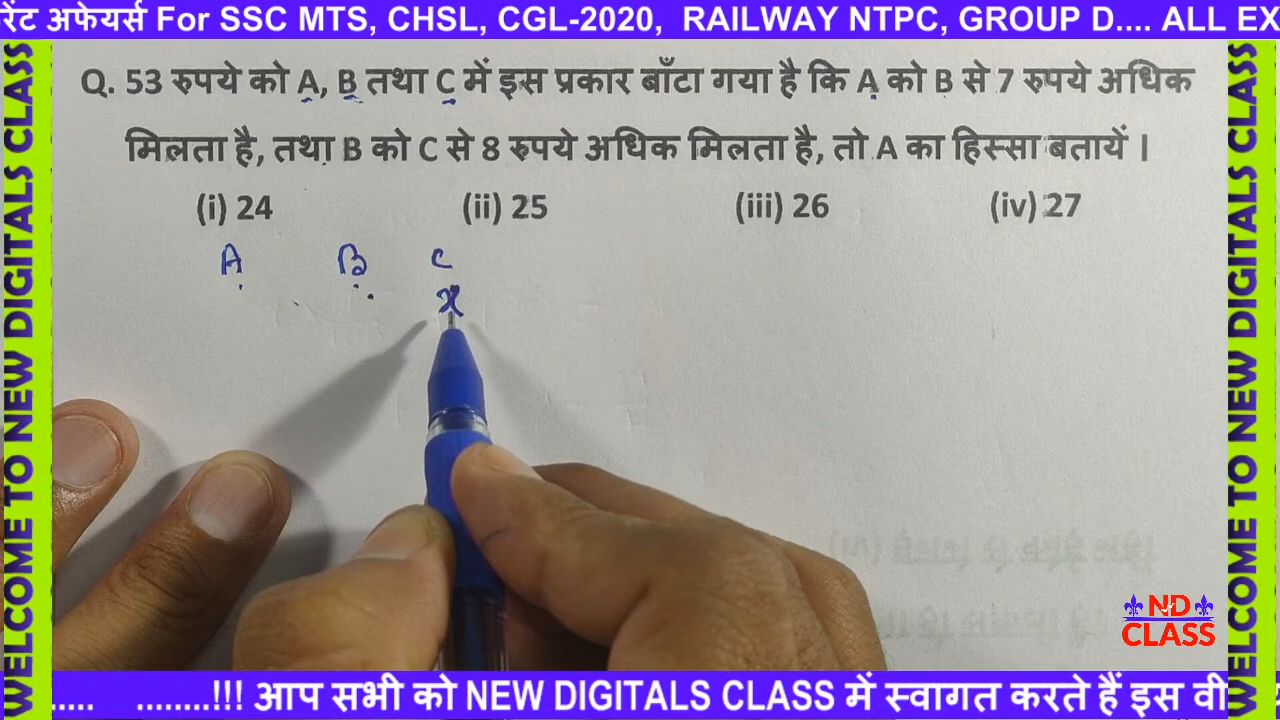 रेंट अफेयर्स For SSC MTS, CHSL, CGL-2020, RAILWAY NTPC, GROUP D.... ALL EX
WELCOME TO NEW DIGITALS CLASS
Q. 53 रुपये को A, B तथा C में इस प्रकार बाँटा गया है कि A को B से 7 रुपये अधिक
मिलता है, तथा B को C से 8 रुपये अधिक मिलता है, तो A का हिस्सा बतायें ।
(i) 24 (ii) 25 (iii) 26 (iv) 27
A B C
x
ND
CLASS
WELCOME TO NEW DIGITALS CLASS
..... ........!!! आप सभी को NEW DIGITALS CLASS में स्वागत करते हैं इस वी